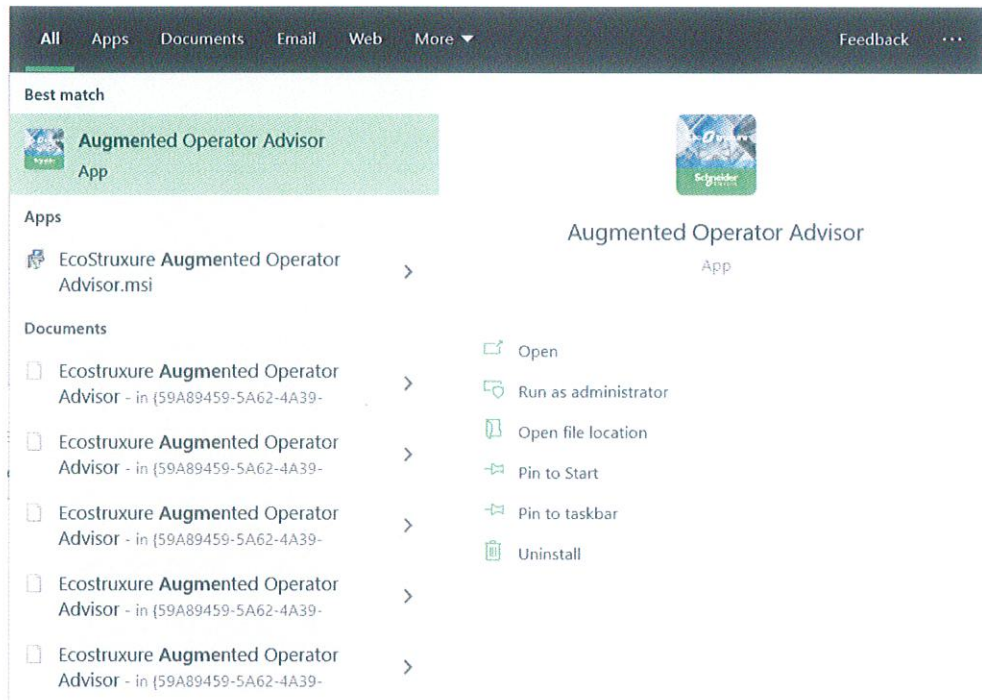 All Apps Documents Email Web More Feedback ...
Best match
Augmented Operator Advisor
App
Apps
EcoStruxure Augmented Operator
Advisor.msi
Documents
Ecostruxure Augmented Operator
Advisor - in {59A89459-5A62-4A39-
Ecostruxure Augmented Operator
Advisor - in {59A89459-5A62-4A39-
Ecostruxure Augmented Operator
Advisor - in {59A89459-5A62-4A39-
Ecostruxure Augmented Operator
Advisor - in {59A89459-5A62-4A39-
Ecostruxure Augmented Operator
Advisor - in {59A89459-5A62-4A39-
Schneider
Augmented Operator Advisor
App
Open
Run as administrator
Open file location
Pin to Start
Pin to taskbar
Uninstall